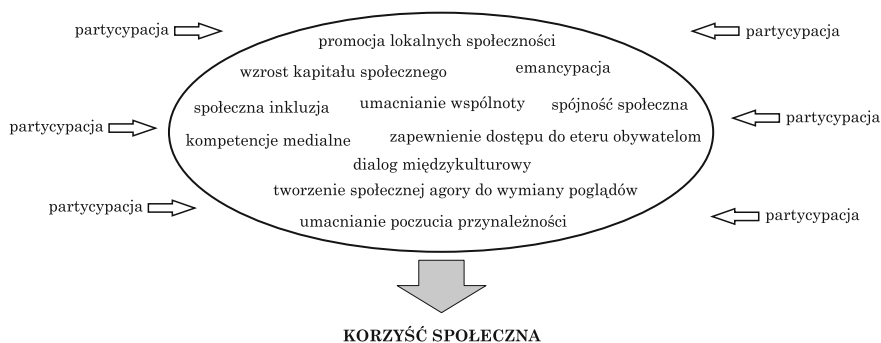 partycypacja
partycypacja
promocja lokalnych społeczności
wzrost kapitału społecznego
emancypacja
społeczna inkluzja
umacnianie wspólnoty
spójność społeczna
partycypacja
partycypacja
kompetencje medialne
zapewnienie dostępu do eteru obywatelom
dialog międzykulturowy
tworzenie społecznej agory do wymiany poglądów
partycypacja
partycypacja
umacnianie poczucia przynależności
KORZYŚĆ SPOŁECZNA